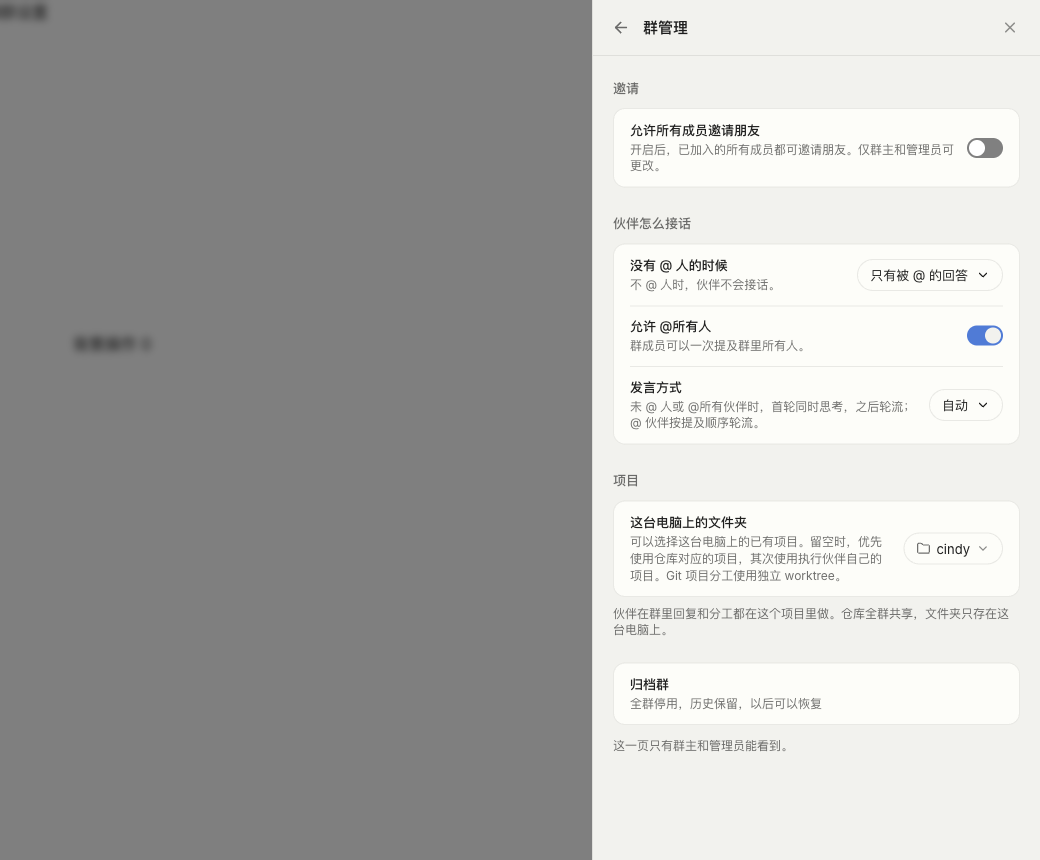 群管理
邀请
允许所有成员邀请朋友
开启后，已加入的所有成员都可邀请朋友。仅群主和管理员可
更改。
伙伴怎么接话
没有 @ 人的时候
不 @ 人时，伙伴不会接话。
只有被 @ 的回答
允许 @所有人
群成员可以一次提及群里所有人。
发言方式
未 @ 人或 @所有伙伴时，首轮同时思考，之后轮流；
@ 伙伴按提及顺序轮流。
自动
项目
这台电脑上的文件夹
可以选择这台电脑上的已有项目。留空时，优先
使用仓库对应的项目，其次使用执行伙伴自己的
项目。Git 项目分工使用独立 worktree。
cindy
伙伴在群里回复和分工都在这个项目里做。仓库全群共享，文件夹只存在这
台电脑上。
归档群
全群停用，历史保留，以后可以恢复
这一页只有群主和管理员能看到。